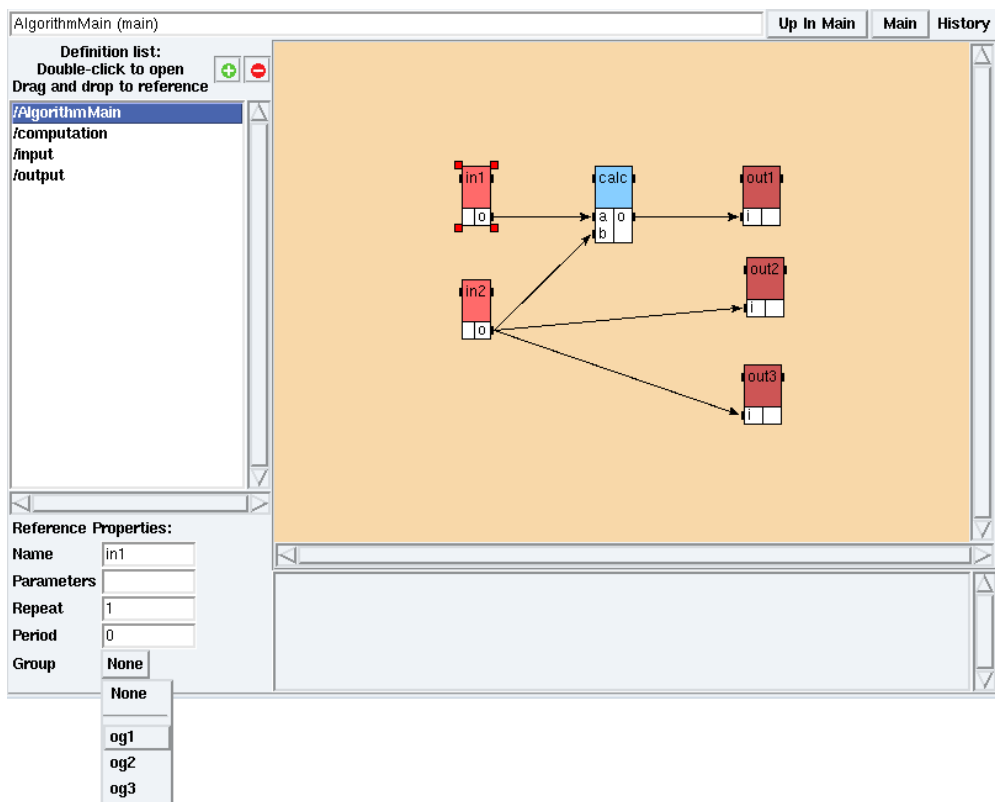 AlgorithmMain (main)
Up In Main
Main
History
Definition list:
Double-click to open
Drag and drop to reference
/AlgorithmMain
/computation
/input
/output
in1
o
calc
a o
b
out1
i
in2
o
out2
i
out3
i
Reference Properties:
Name in1
Parameters
Repeat 1
Period 0
Group None
None
og1
og2
og3